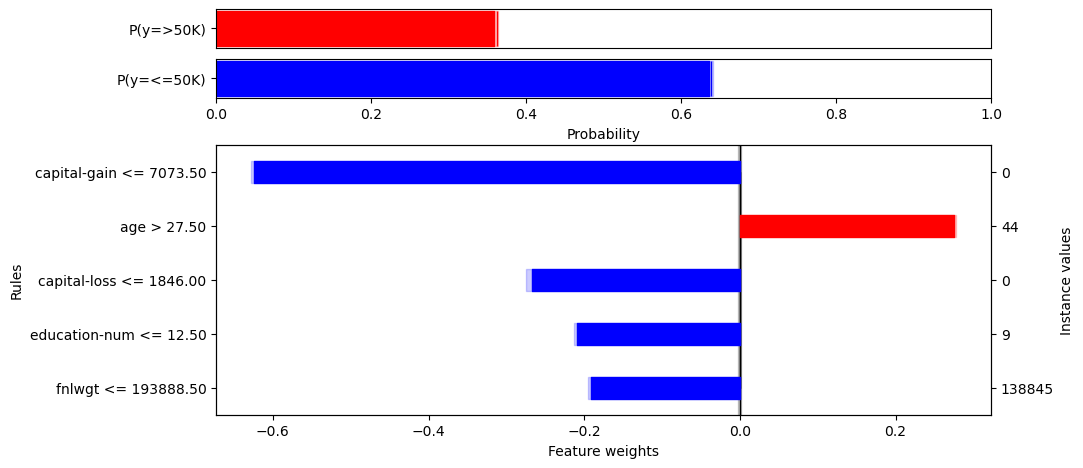 P(y=>50K)
P(y=<=50K)
0.0 0.2 0.4 0.6 0.8 1.0
Probability
capital-gain <= 7073.50 0
age > 27.50 44
capital-loss <= 1846.00 0
education-num <= 12.50 9
fnlwgt <= 193888.50 138845
Rules
Instance values
−0.6 −0.4 −0.2 0.0 0.2
Feature weights